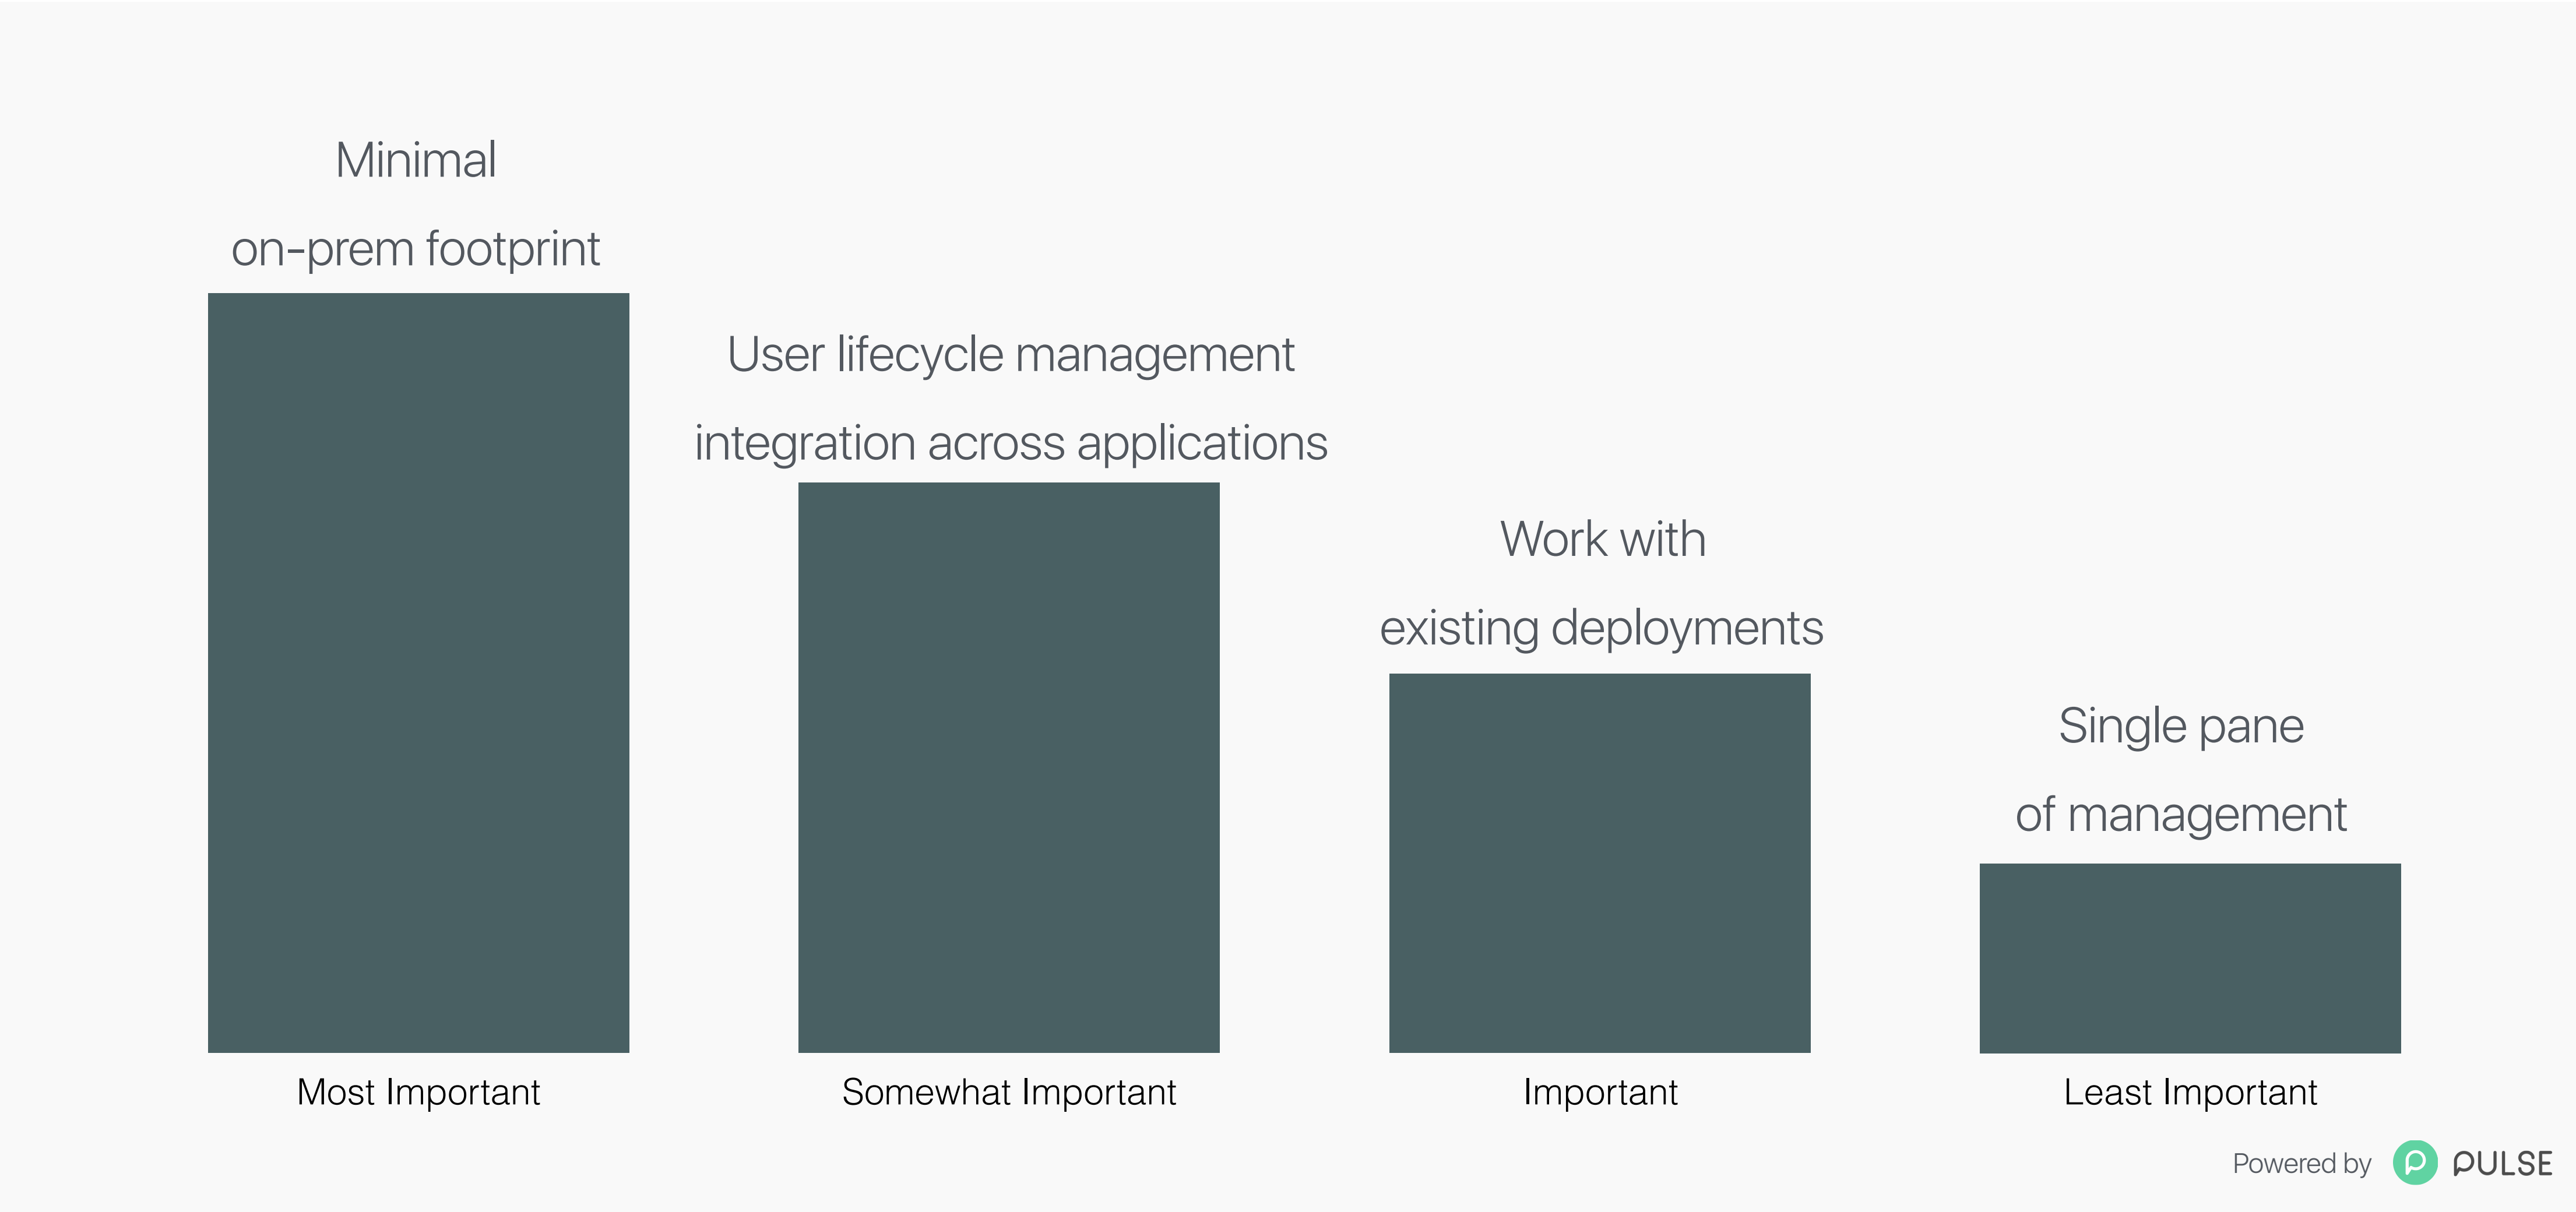 Minimal
on-prem footprint
User lifecycle management
integration across applications
Work with
existing deployments
Single pane
of management
Most Important
Somewhat Important
Important
Least Important
Powered by PULSE